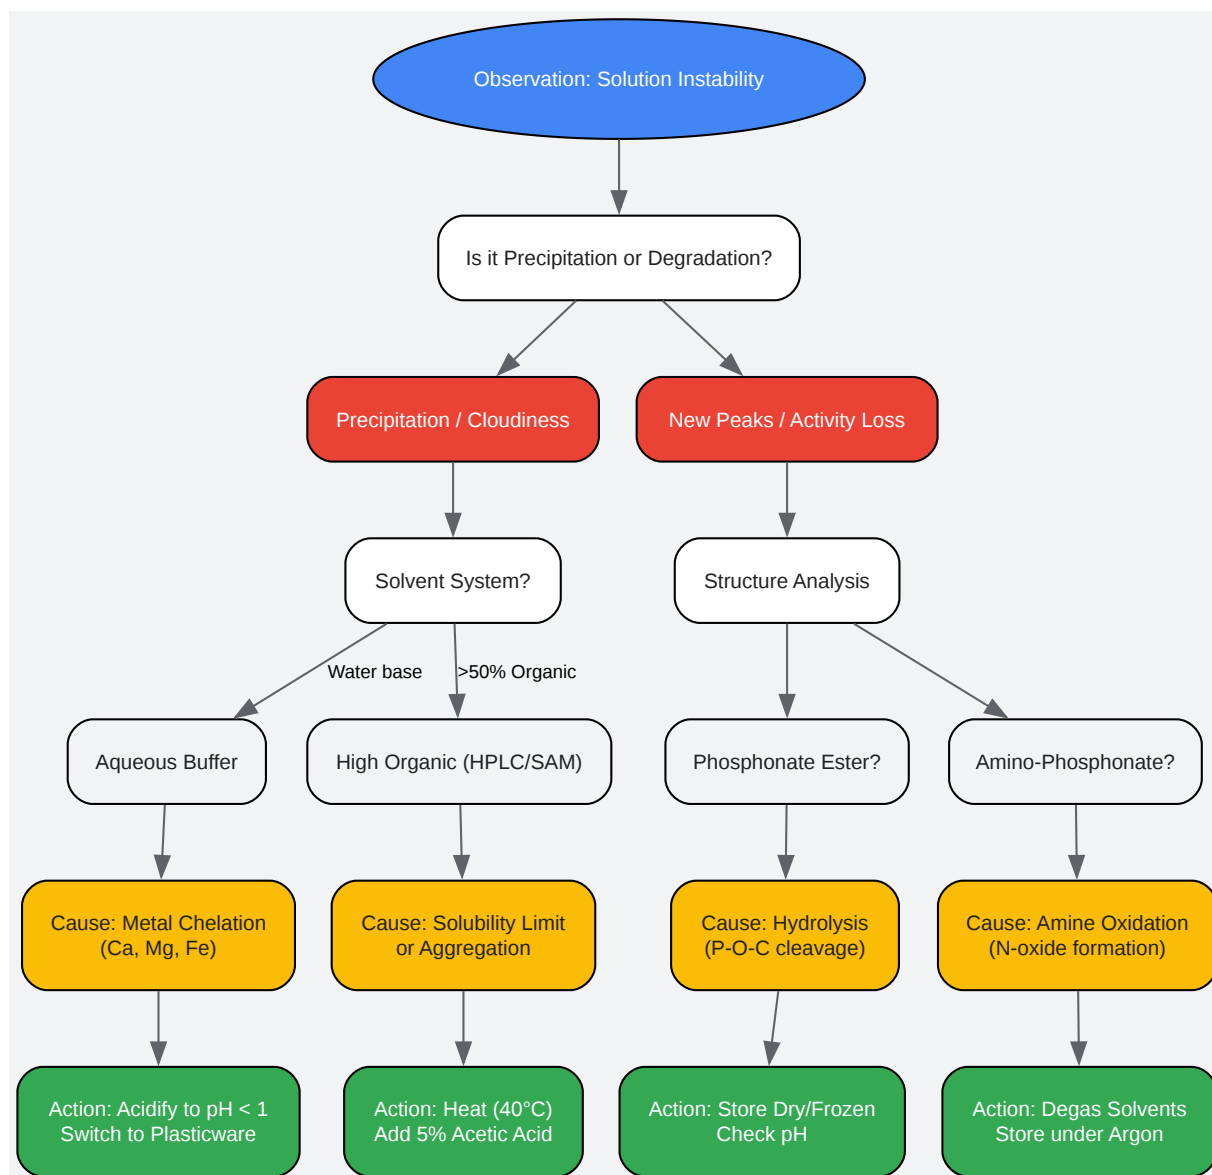 Observation: Solution Instability
Is it Precipitation or Degradation?
Precipitation / Cloudiness
New Peaks / Activity Loss
Solvent System?
Structure Analysis
Water base
>50% Organic
Aqueous Buffer
High Organic (HPLC/SAM)
Phosphonate Ester?
Amino-Phosphonate?
Cause: Metal Chelation
(Ca, Mg, Fe)
Cause: Solubility Limit
or Aggregation
Cause: Hydrolysis
(P-O-C cleavage)
Cause: Amine Oxidation
(N-oxide formation)
Action: Acidify to pH < 1
Switch to Plasticware
Action: Heat (40°C)
Add 5% Acetic Acid
Action: Store Dry/Frozen
Check pH
Action: Degas Solvents
Store under Argon